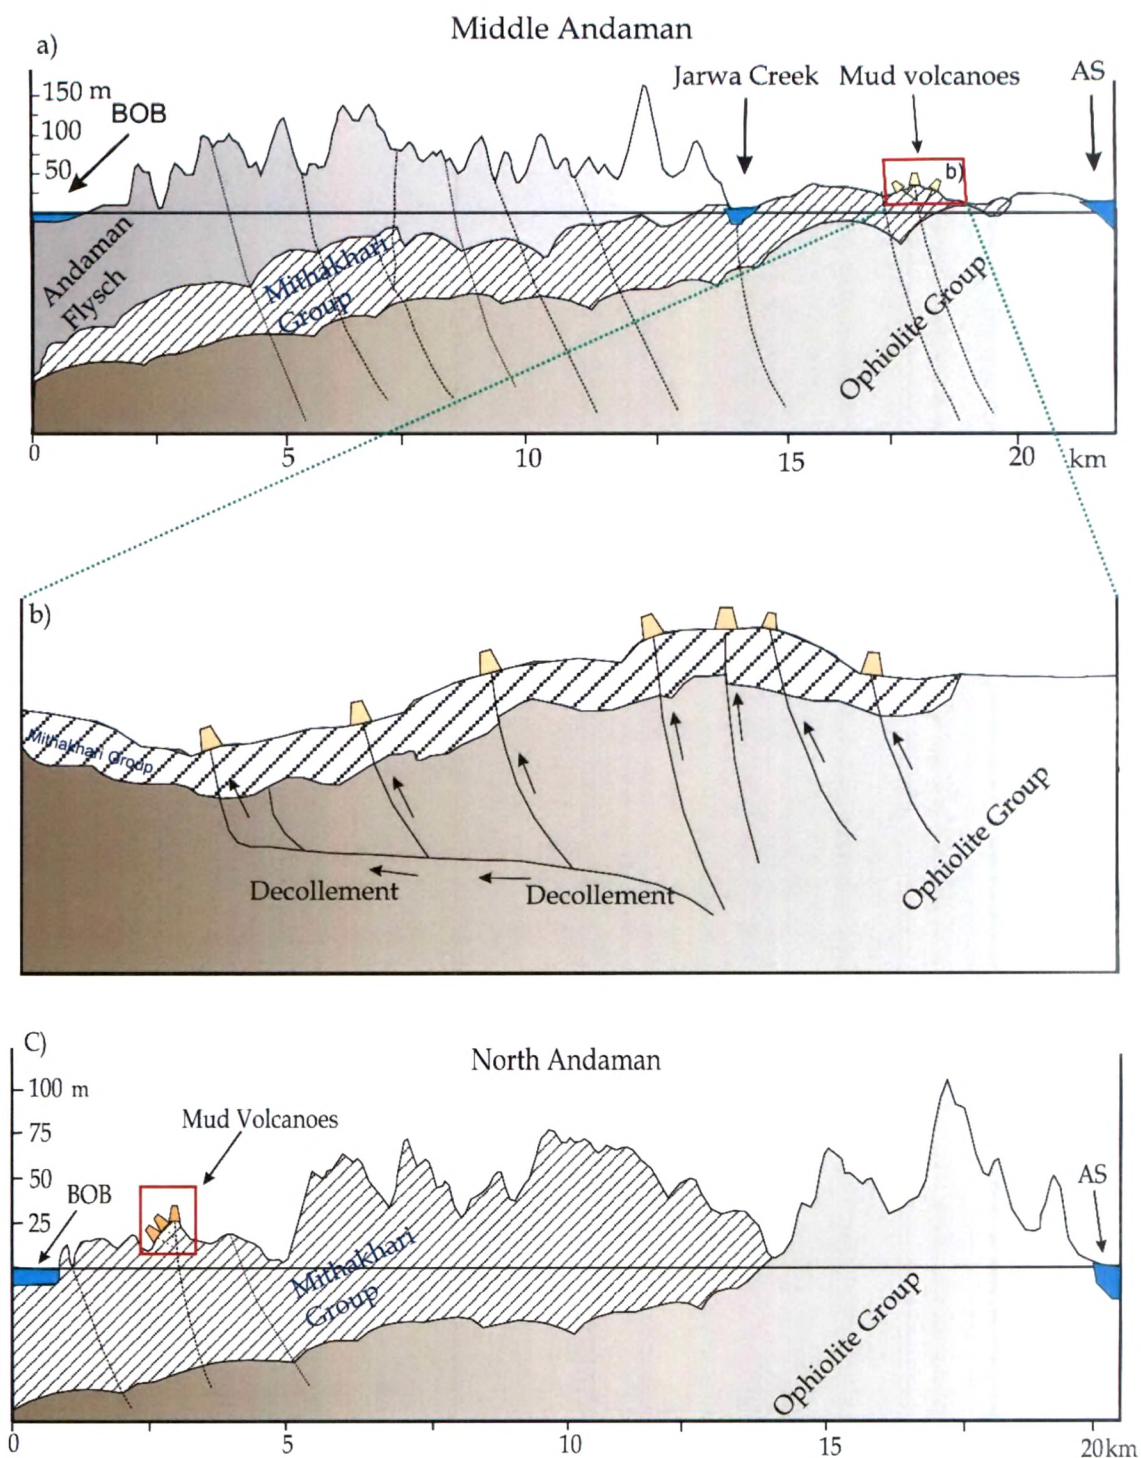 Middle Andaman
a)
Jarwa Creek
Mud volcanoes
AS
150 m
BOB
100
50
b)
Andaman
Flysch
Mithakhari
Group
Ophiolite Group
0
5
10
15
20
km
b)
Mithakhari Group
Ophiolite Group
Decollement
Decollement
C)
North Andaman
100 m
Mud Volcanoes
75
50
BOB
AS
25
Mithakhari
Group
Ophiolite Group
0
5
10
15
20km